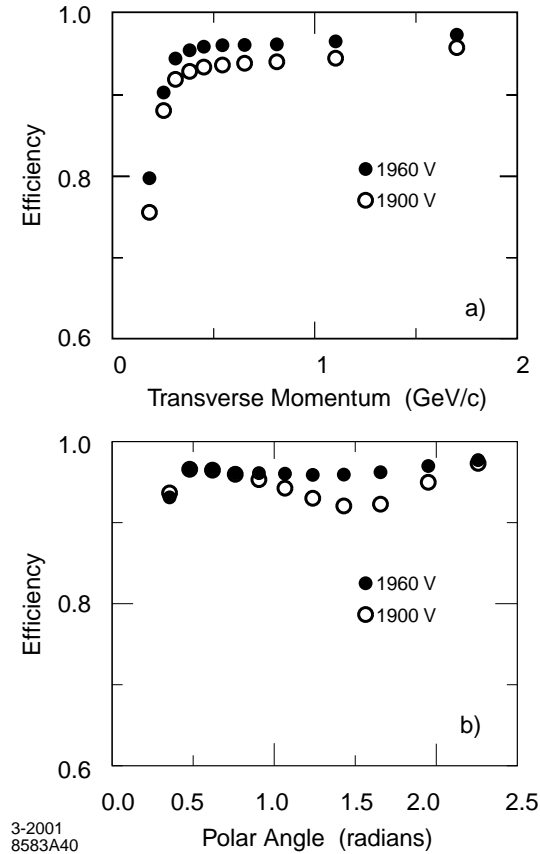 1.0
0.8
0.6
Efficiency
1960 V
1900 V
a)
0 1 2
Transverse Momentum (GeV/c)
1.0
0.8
0.6
Efficiency
1960 V
1900 V
b)
0.0 0.5 1.0 1.5 2.0 2.5
Polar Angle (radians)
3-2001
8583A40